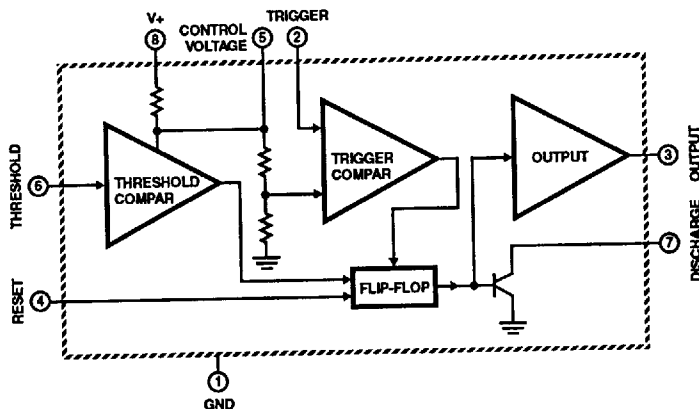 V+
8
CONTROL
VOLTAGE
5
TRIGGER
2
THRESHOLD
6
THRESHOLD
COMPAR
TRIGGER
COMPAR
OUTPUT
3
OUTPUT
7
DISCHARGE
RESET
4
FLIP-FLOP
1
GND